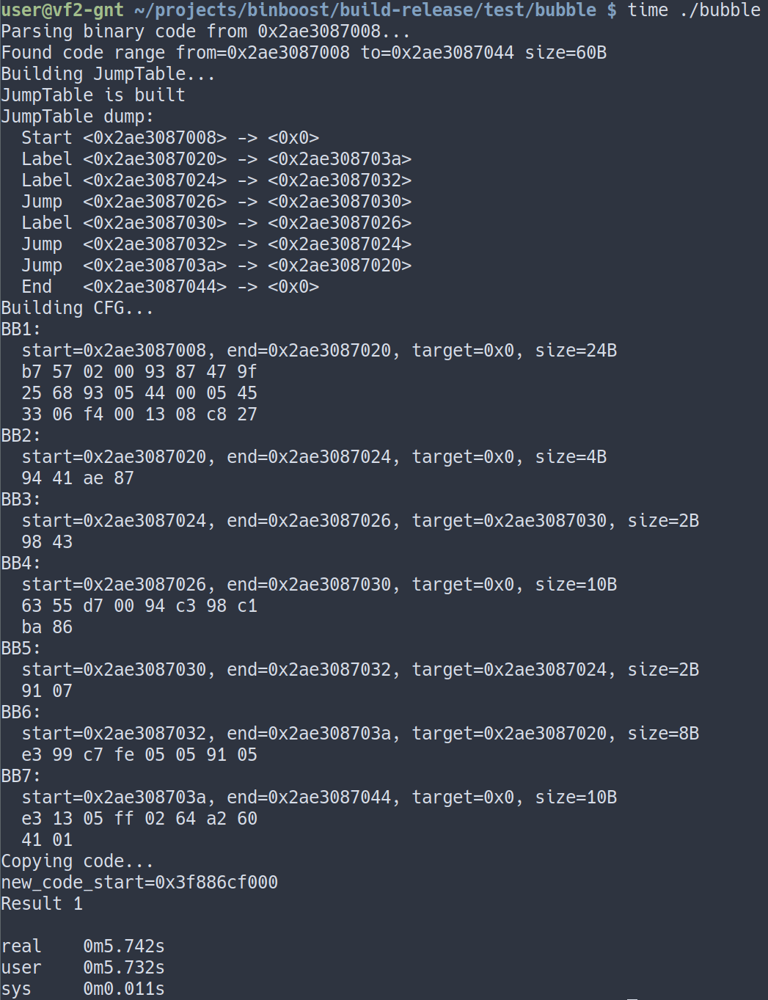 user@vf2-gnt ~/projects/binboost/build-release/test/bubble $ time ./bubble
Parsing binary code from 0x2ae3087008...
Found code range from=0x2ae3087008 to=0x2ae3087044 size=60B
Building JumpTable...
JumpTable is built
JumpTable dump:
  Start <0x2ae3087008> -> <0x0>
  Label <0x2ae3087020> -> <0x2ae308703a>
  Label <0x2ae3087024> -> <0x2ae3087032>
  Jump  <0x2ae3087026> -> <0x2ae3087030>
  Label <0x2ae3087030> -> <0x2ae3087026>
  Jump  <0x2ae3087032> -> <0x2ae3087024>
  Jump  <0x2ae308703a> -> <0x2ae3087020>
  End   <0x2ae3087044> -> <0x0>
Building CFG...
BB1:
  start=0x2ae3087008, end=0x2ae3087020, target=0x0, size=24B
  b7 57 02 00 93 87 47 9f
  25 68 93 05 44 00 05 45
  33 06 f4 00 13 08 c8 27
BB2:
  start=0x2ae3087020, end=0x2ae3087024, target=0x0, size=4B
  94 41 ae 87
BB3:
  start=0x2ae3087024, end=0x2ae3087026, target=0x2ae3087030, size=2B
  98 43
BB4:
  start=0x2ae3087026, end=0x2ae3087030, target=0x0, size=10B
  63 55 d7 00 94 c3 98 c1
  ba 86
BB5:
  start=0x2ae3087030, end=0x2ae3087032, target=0x2ae3087024, size=2B
  91 07
BB6:
  start=0x2ae3087032, end=0x2ae308703a, target=0x2ae3087020, size=8B
  e3 99 c7 fe 05 05 91 05
BB7:
  start=0x2ae308703a, end=0x2ae3087044, target=0x0, size=10B
  e3 13 05 ff 02 64 a2 60
  41 01
Copying code...
new_code_start=0x3f886cf000
Result 1

real    0m5.742s
user    0m5.732s
sys     0m0.011s